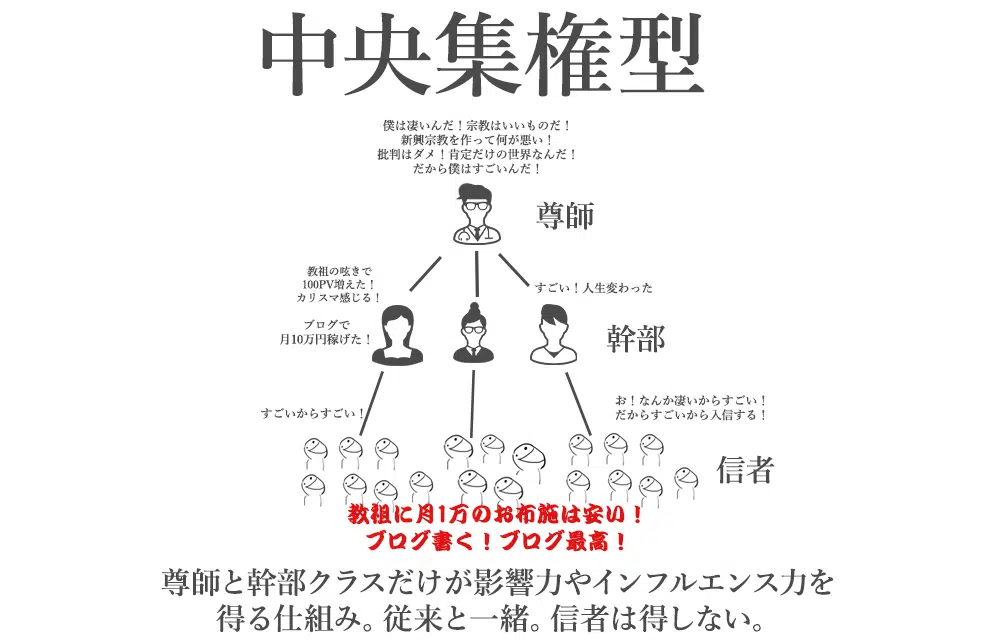 中央集権型
僕は凄いんだ！宗教はいいものだ！
新興宗教を作って何が悪い！
批判はダメ！肯定だけの世界なんだ！
だから僕はすごいんだ！
尊師
教祖の呟きで
100PV増えた！
カリスマ感じる！
ブログで
月10万円稼げた！
すごい！人生変わった
幹部
すごいからすごい！
お！なんか凄いからすごい！
だからすごいから入信する！
信者
教祖に月1万のお布施は安い！
ブログ書く！ブログ最高！
尊師と幹部クラスだけが影響力やインフルエンス力を
得る仕組み。従来と一緒。信者は得しない。